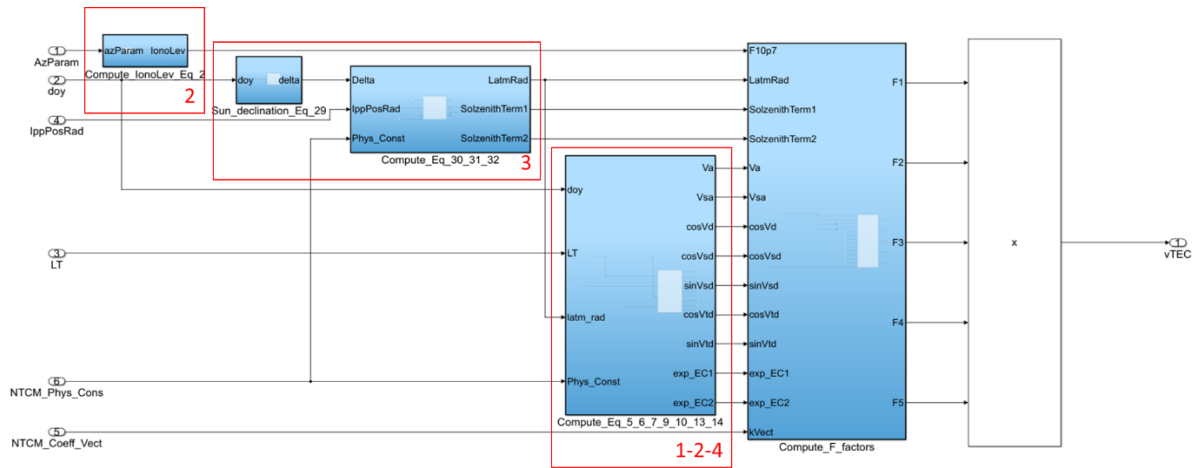 1
AzParam
azParam IonoLev
Compute_IonoLev_Eq_2
2
2
doy
doy delta
Sun_declination_Eq_29
4
IppPosRad
Delta LatmRad
IppPosRad SolzenithTerm1
Phys_Const SolzenithTerm2
Compute_Eq_30_31_32
3
3
LT
6
NTCM_Phys_Cons
5
NTCM_Coeff_Vect
doy
LT
latm_rad
Phys_Const
Va
Vsa
cosVd
cosVsd
sinVsd
cosVtd
sinVtd
exp_EC1
exp_EC2
Compute_Eq_5_6_7_9_10_13_14
1-2-4
F10p7
LatmRad
SolzenithTerm1
SolzenithTerm2
Va
Vsa
cosVd
cosVsd
sinVsd
cosVtd
sinVtd
exp_EC1
exp_EC2
kVect
F1
F2
F3
F4
F5
Compute_F_factors
x
1
vTEC